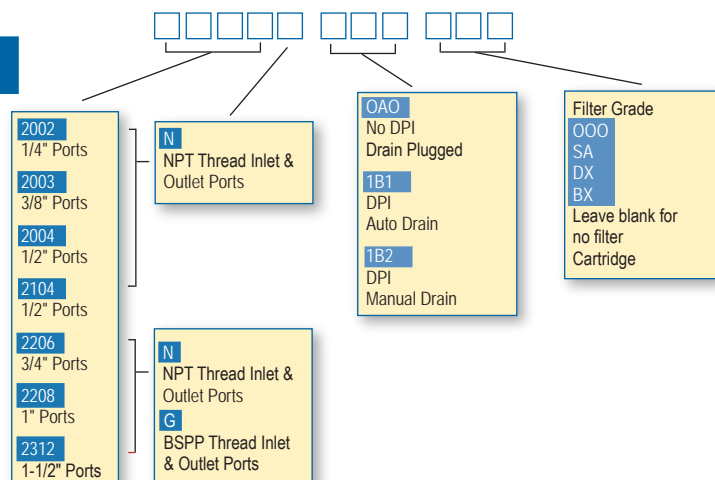 2002
1/4" Ports
2003
3/8" Ports
2004
1/2" Ports
2104
1/2" Ports
2206
3/4" Ports
2208
1" Ports
2312
1-1/2" Ports
N
NPT Thread Inlet &
Outlet Ports
N
NPT Thread Inlet &
Outlet Ports
G
BSPP Thread Inlet
& Outlet Ports
OAO
No DPI
Drain Plugged
1B1
DPI
Auto Drain
1B2
DPI
Manual Drain
Filter Grade
OOO
SA
DX
BX
Leave blank for
no filter
Cartridge